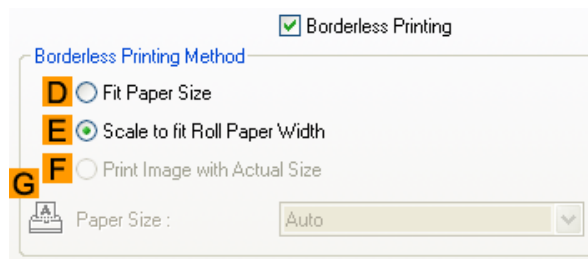 Borderless Printing
Borderless Printing Method
D Fit Paper Size
E Scale to fit Roll Paper Width
F Print Image with Actual Size
G
A Paper Size : Auto